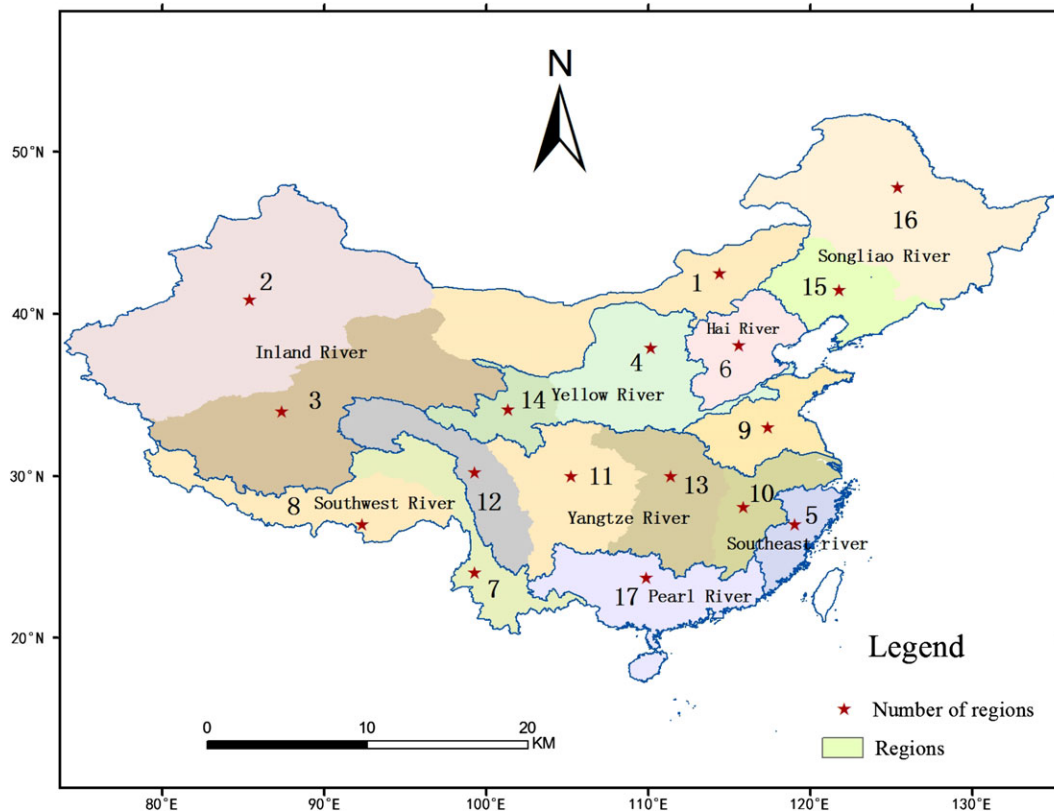 N
50°N
40°N
30°N
20°N
80°E
90°E
100°E
110°E
120°E
130°E
16
Songliao River
2
1
15
Hai River
Inland River
4
6
3
14
Yellow River
9
11
13
10
8
Southwest River
12
Yangtze River
5
Southeast river
7
17
Pearl River
Legend
Number of regions
Regions
0
10
20
KM